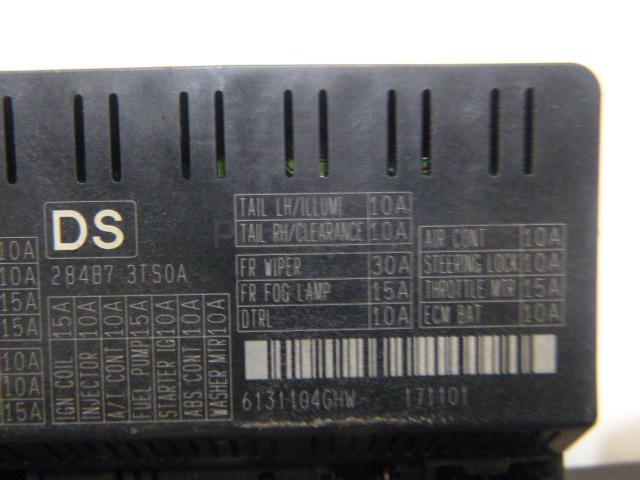 DS
284B7 3TS0A
10A
10A
15A
15A
10A
10A
15A
IGN COIL 15A
INJECTOR 10A
A/T CONT 10A
FUEL PUMP 15A
STARTER IG 10A
ABS CONT 10A
WASHER MTR 10A
TAIL LH/ILLUMI 10A
TAIL RH/CLEARANCE 10A
FR WIPER 30A
FR FOG LAMP 15A
DTRL 10A
AIR CONT 10A
STEERING LOCK 10A
THROTTLE MTR 15A
ECM BAT 10A
6131104GHW 171101